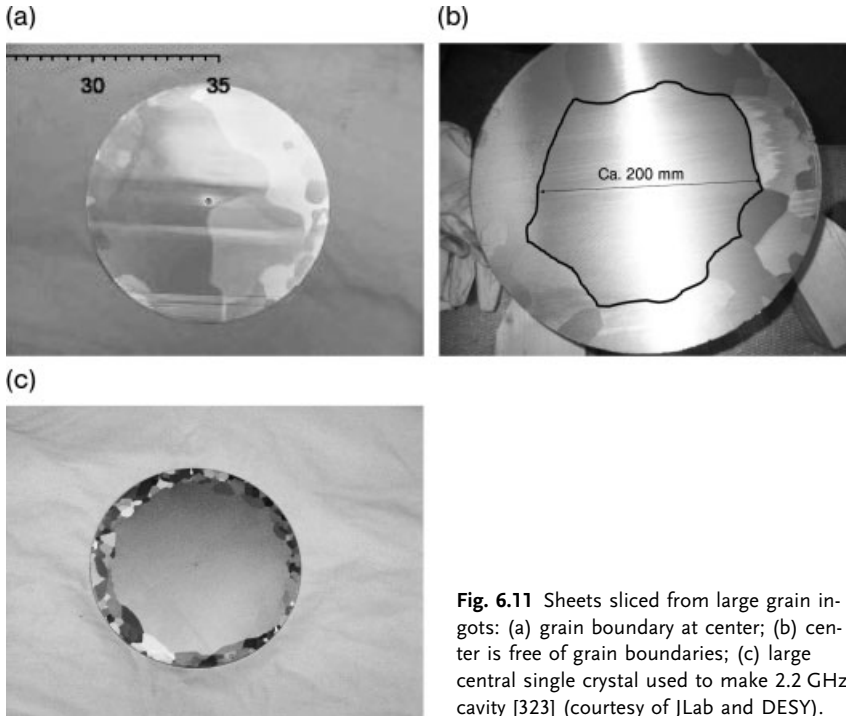 (a)
(b)
30 35
Ca. 200 mm
(c)
Fig. 6.11 Sheets sliced from large grain in-
gots: (a) grain boundary at center; (b) cen-
ter is free of grain boundaries; (c) large
central single crystal used to make 2.2 GHz
cavity [323] (courtesy of JLab and DESY).